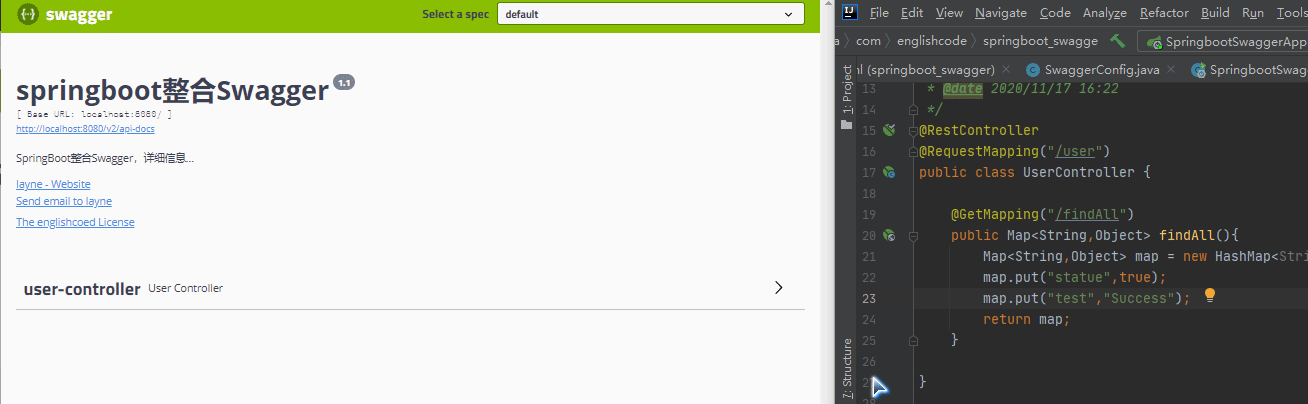 swagger
Select a spec
default
springboot整合Swagger 1.1
[ Base URL: localhost:8080/ ]
http://localhost:8080/v2/api-docs
SpringBoot整合Swagger，详细信息...
layne - Website
Send email to layne
The englishcoed License
user-controller User Controller
IJ File Edit View Navigate Code Analyze Refactor Build Run Tools
a com englishcode springboot_swagge SpringbootSwaggerApp
ml (springboot_swagger) SwaggerConfig.java SpringbootSwag
1: Project
7: Structure
13 * @date 2020/11/17 16:22
14 */
15 @RestController
16 @RequestMapping("/user")
17 public class UserController {
18
19 @GetMapping("/findAll")
20 public Map<String,Object> findAll(){
21 Map<String,Object> map = new HashMap<Stri
22 map.put("statue",true);
23 map.put("test","Success");
24 return map;
25 }
26
}